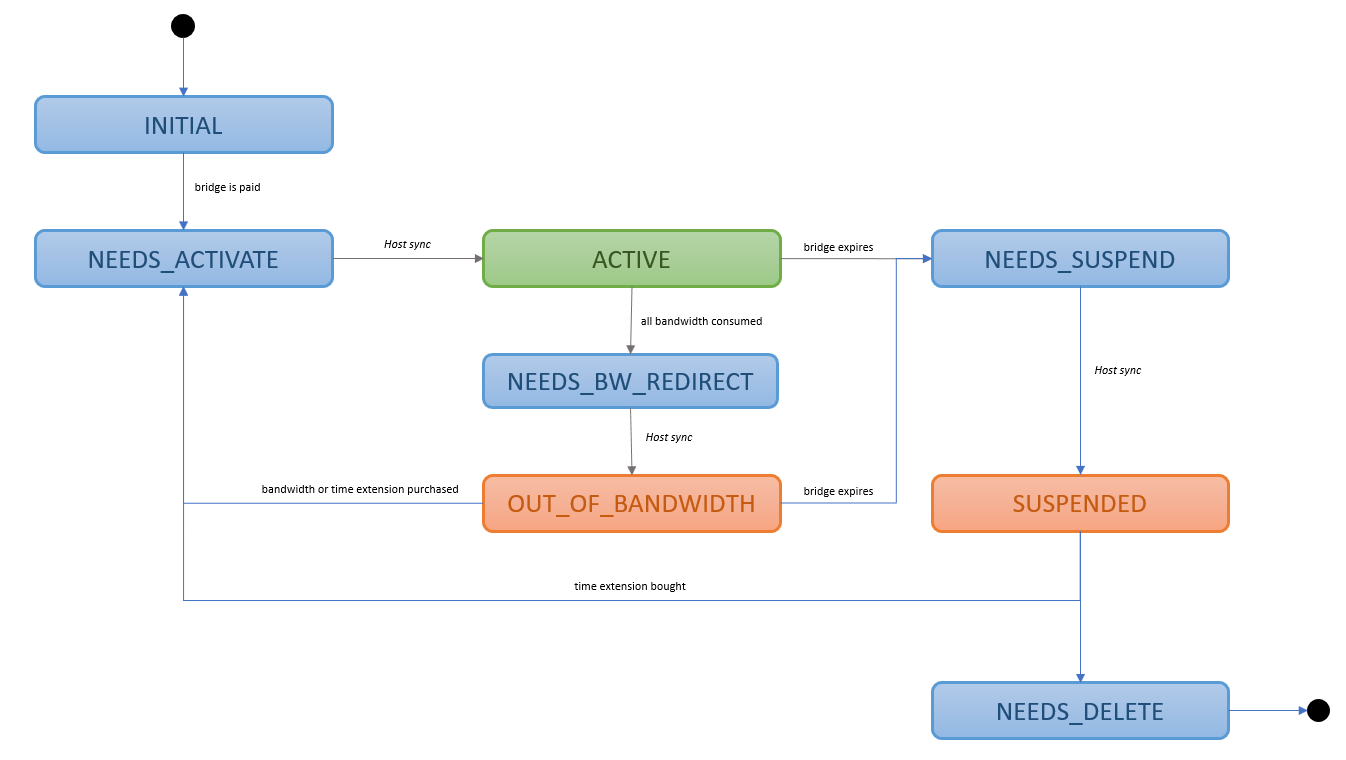 INITIAL
bridge is paid
NEEDS_ACTIVATE
Host sync
ACTIVE
bridge expires
NEEDS_SUSPEND
all bandwidth consumed
NEEDS_BW_REDIRECT
Host sync
Host sync
bandwidth or time extension purchased
OUT_OF_BANDWIDTH
bridge expires
SUSPENDED
time extension bought
NEEDS_DELETE